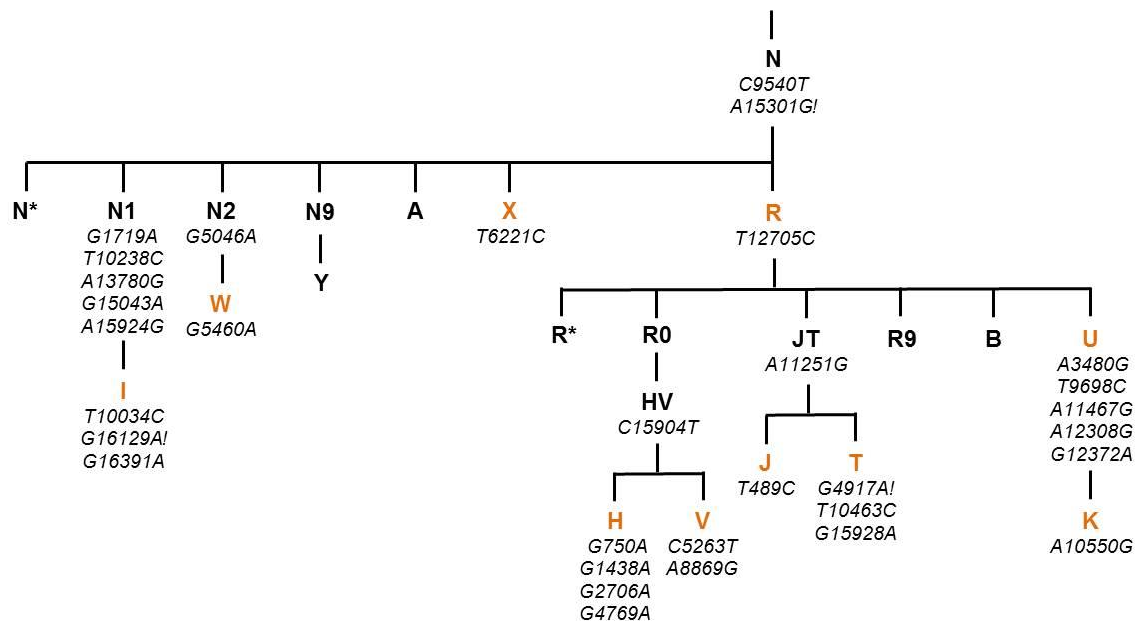 N
C9540T
A15301G!
N*
N1
G1719A
T10238C
A13780G
G15043A
A15924G
I
T10034C
G16129A!
G16391A
N2
G5046A
W
G5460A
N9
Y
A
X
T6221C
R
T12705C
R*
R0
HV
C15904T
H
G750A
G1438A
G2706A
G4769A
V
C5263T
A8869G
JT
A11251G
J
T489C
T
G4917A!
T10463C
G15928A
R9
B
U
A3480G
T9698C
A11467G
A12308G
G12372A
K
A10550G